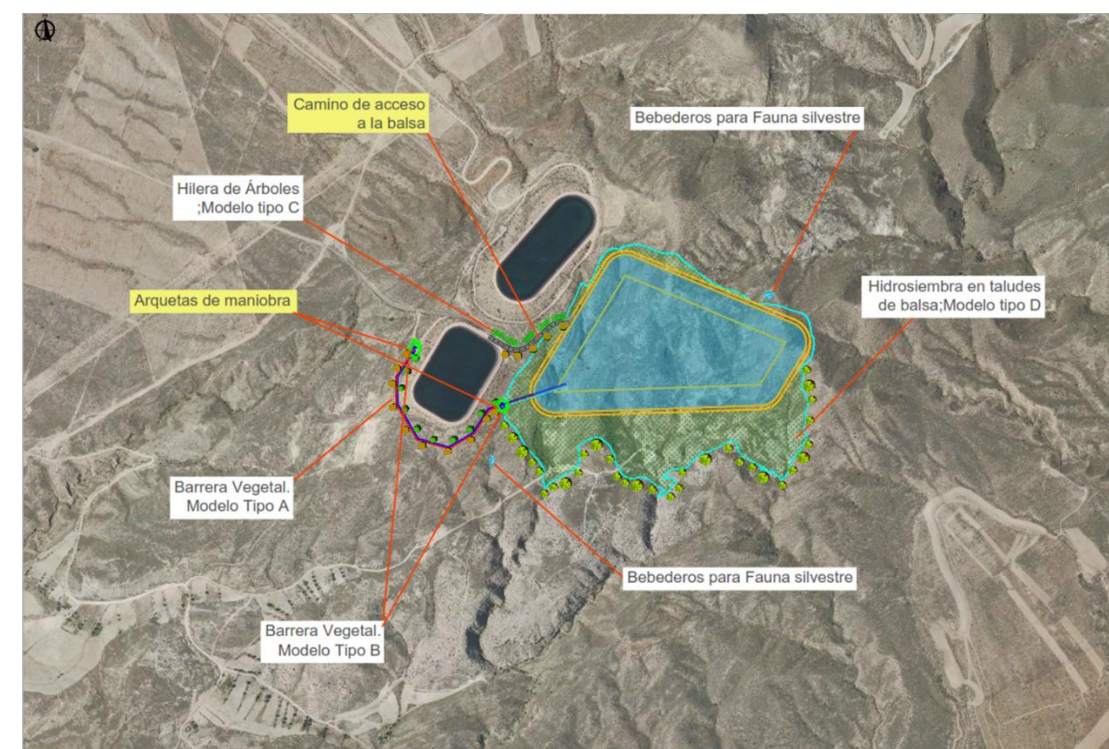 Camino de acceso
a la balsa
Bebederos para Fauna silvestre
Hilera de Árboles
;Modelo tipo C
Hidrosiembra en taludes
de balsa;Modelo tipo D
Arquetas de maniobra
Barrera Vegetal.
Modelo Tipo A
Bebederos para Fauna silvestre
Barrera Vegetal.
Modelo Tipo B